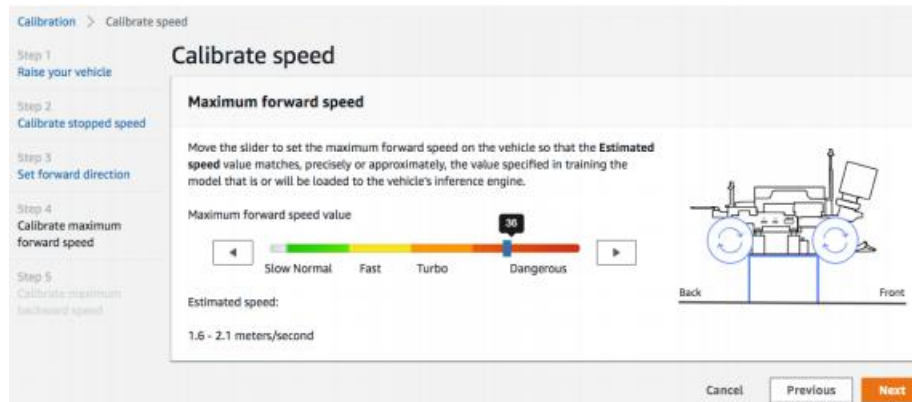 Calibration > Calibrate speed
Step 1
Raise your vehicle
Step 2
Calibrate stopped speed
Step 3
Set forward direction
Step 4
Calibrate maximum
forward speed
Step 5
Calibrate maximum
backward speed
Calibrate speed
Maximum forward speed
Move the slider to set the maximum forward speed on the vehicle so that the Estimated
speed value matches, precisely or approximately, the value specified in training the
model that is or will be loaded to the vehicle's inference engine.
Maximum forward speed value
36
Slow Normal Fast Turbo Dangerous
Estimated speed:
1.6 - 2.1 meters/second
Back Front
Cancel Previous Next